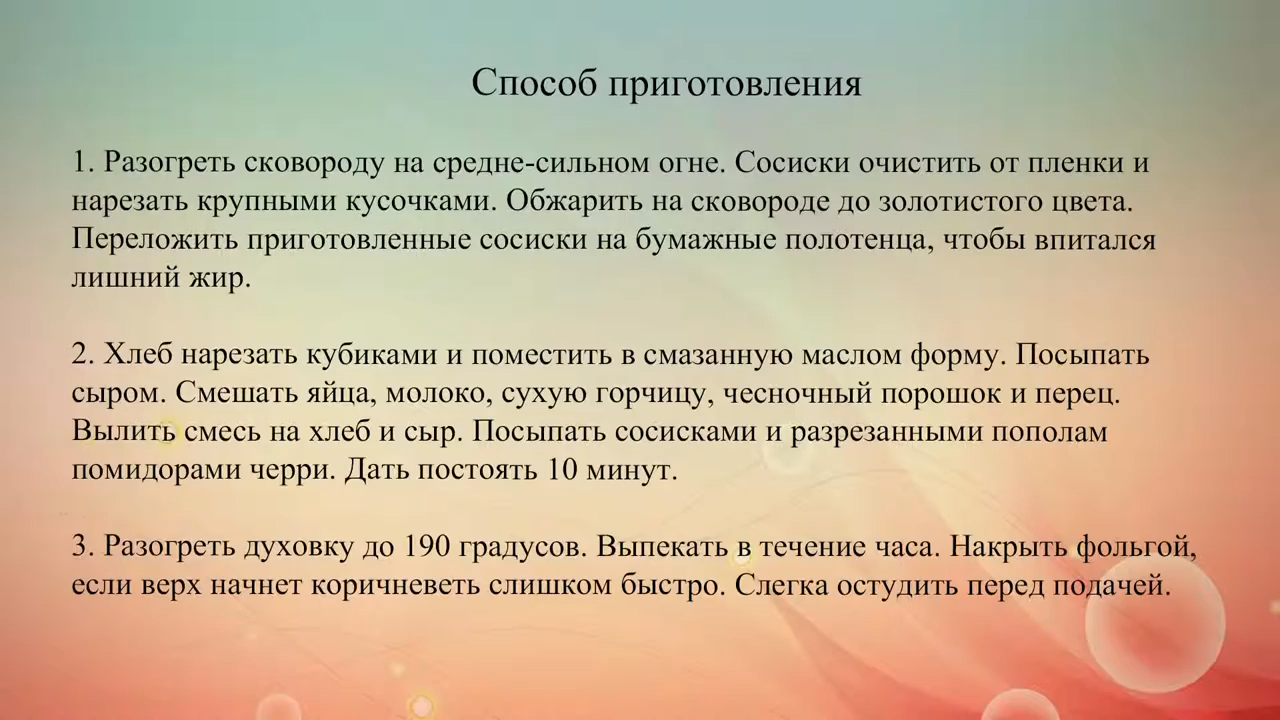 Способ приготовления
1. Разогреть сковороду на средне-сильном огне. Сосиски очистить от пленки и
нарезать крупными кусочками. Обжарить на сковороде до золотистого цвета.
Переложить приготовленные сосиски на бумажные полотенца, чтобы впитался
лишний жир.
2. Хлеб нарезать кубиками и поместить в смазанную маслом форму. Посыпать
сыром. Смешать яйца, молоко, сухую горчицу, чесночный порошок и перец.
Вылить смесь на хлеб и сыр. Посыпать сосисками и разрезанными пополам
помидорами черри. Дать постоять 10 минут.
3. Разогреть духовку до 190 градусов. Выпекать в течение часа. Накрыть фольгой,
если верх начнет коричневеть слишком быстро. Слегка остудить перед подачей.